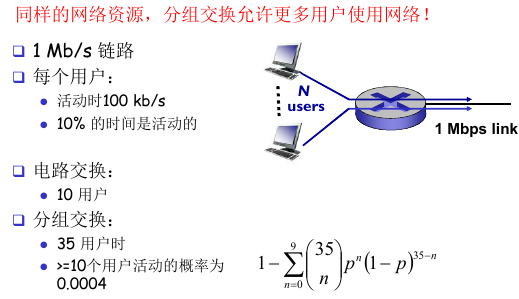 同样的网络资源，分组交换允许更多用户使用网络！
1 Mb/s 链路
每个用户：
活动时100 kb/s
10% 的时间是活动的
电路交换：
10 用户
分组交换：
35 用户时
>=10个用户活动的概率为
0.0004
N
users
1 Mbps link
1 − ∑_{n=0}^{9} \binom{35}{n} p^n (1 − p)^{35−n}